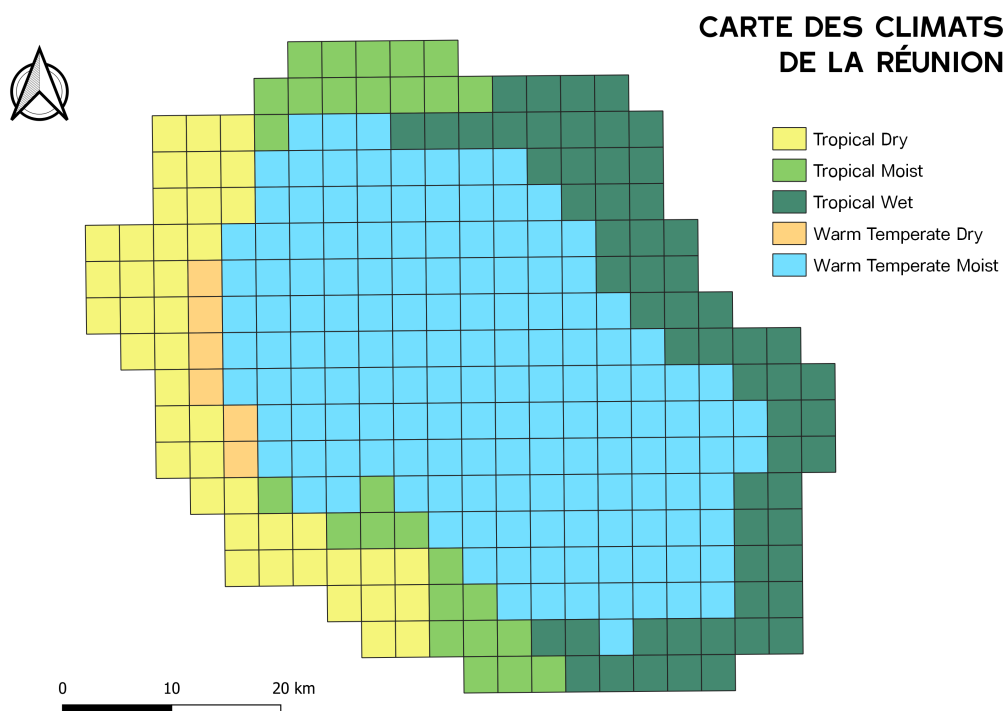 CARTE DES CLIMATS
DE LA RÉUNION
Tropical Dry
Tropical Moist
Tropical Wet
Warm Temperate Dry
Warm Temperate Moist
0 10 20 km